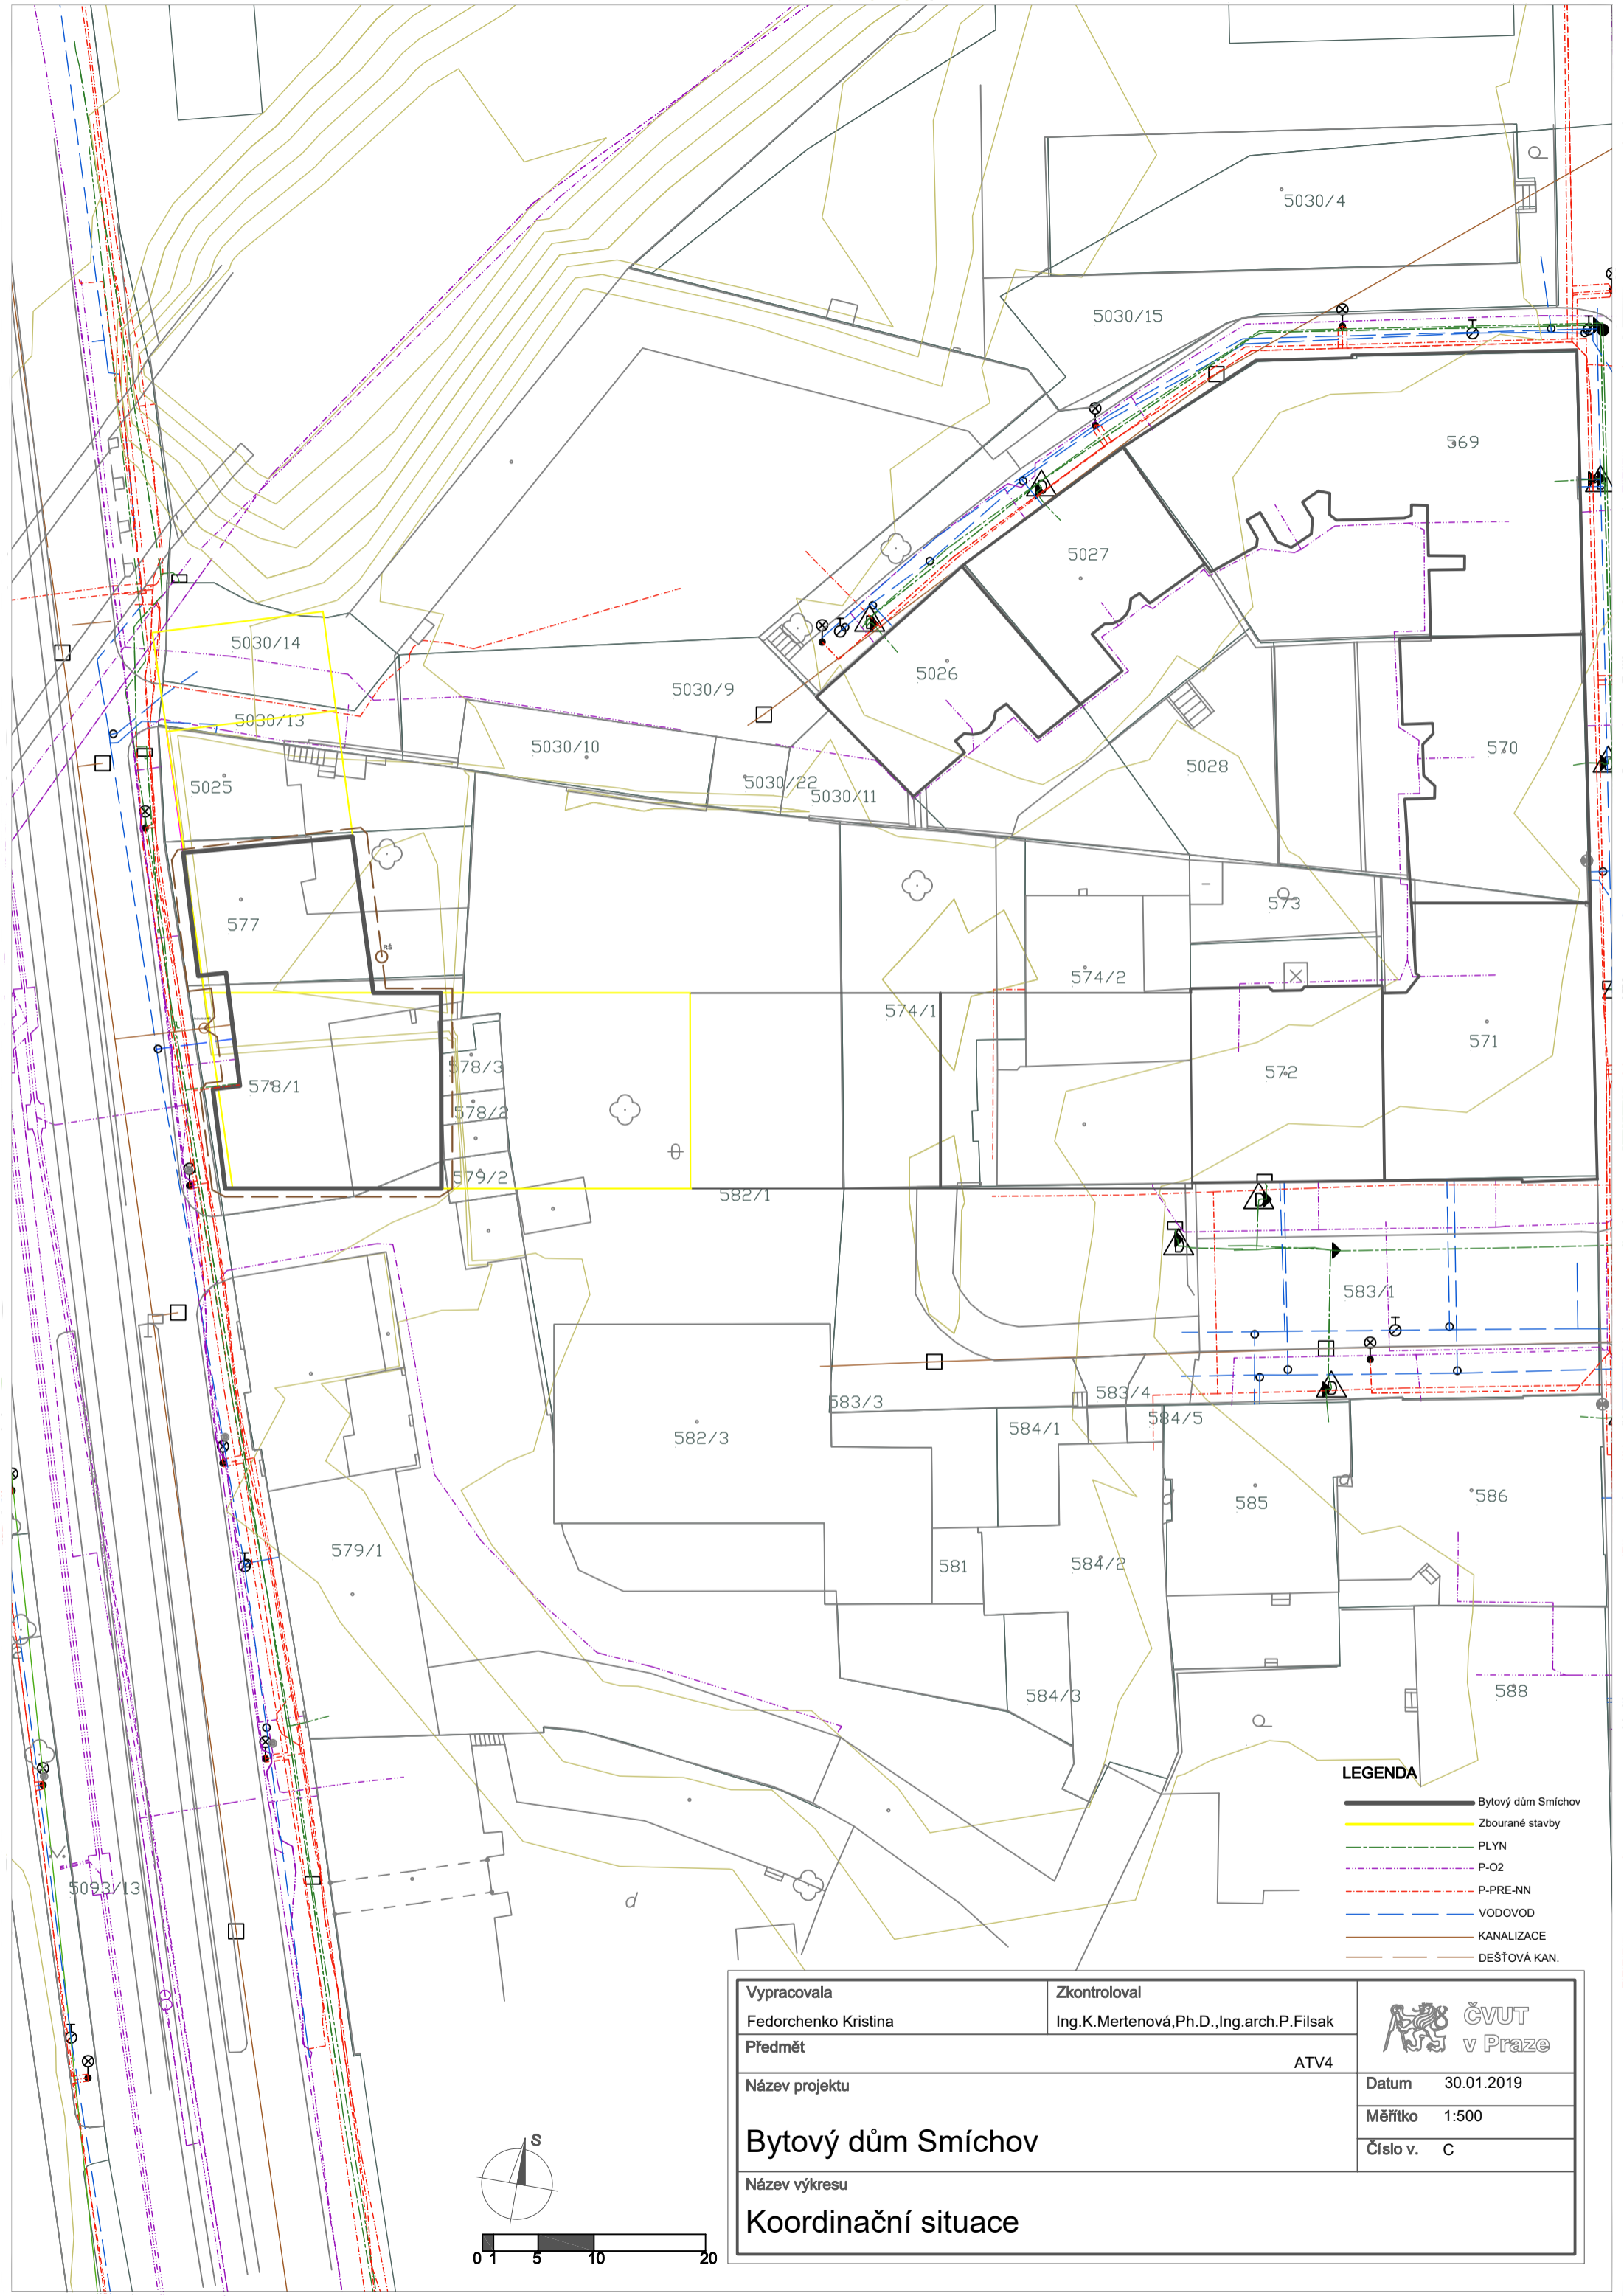 5030/4
5030/15
569
5027
5030/14
5026
5030/9
5030/13
5030/10
570
5028
5030/22
5030/11
5025
573
577
RŠ
574/2
574/1
571
578/3
572
578/1
578/2
579/2
582/1
583/1
583/4
583/3
584/5
584/1
582/3
586
585
579/1
581
584/2
588
584/3
5093/13
d
LEGENDA
Bytový dům Smíchov
Zbourané stavby
PLYN
P-O2
P-PRE-NN
VODOVOD
KANALIZACE
DEŠŤOVÁ KAN.
Vypracovala
Fedorchenko Kristina
Zkontroloval
Ing.K.Mertenová,Ph.D.,Ing.arch.P.Filsak
ČVUT
v Praze
Předmět
ATV4
Název projektu
Bytový dům Smíchov
Datum 30.01.2019
Měřítko 1:500
Číslo v. C
Název výkresu
Koordinační situace
S
0 1 5 10 20